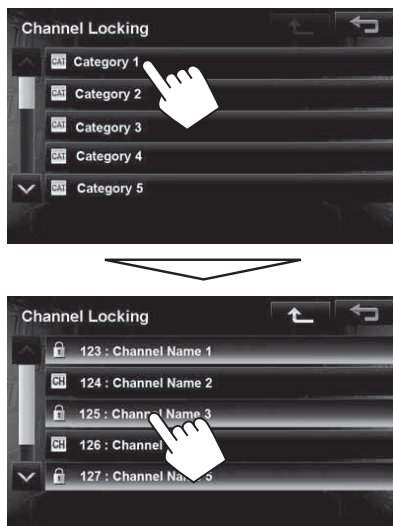 Channel Locking
CAT Category 1
CAT Category 2
CAT Category 3
CAT Category 4
CAT Category 5
Channel Locking
123 : Channel Name 1
CH 124 : Channel Name 2
125 : Channel Name 3
CH 126 : Channel
127 : Channel 5